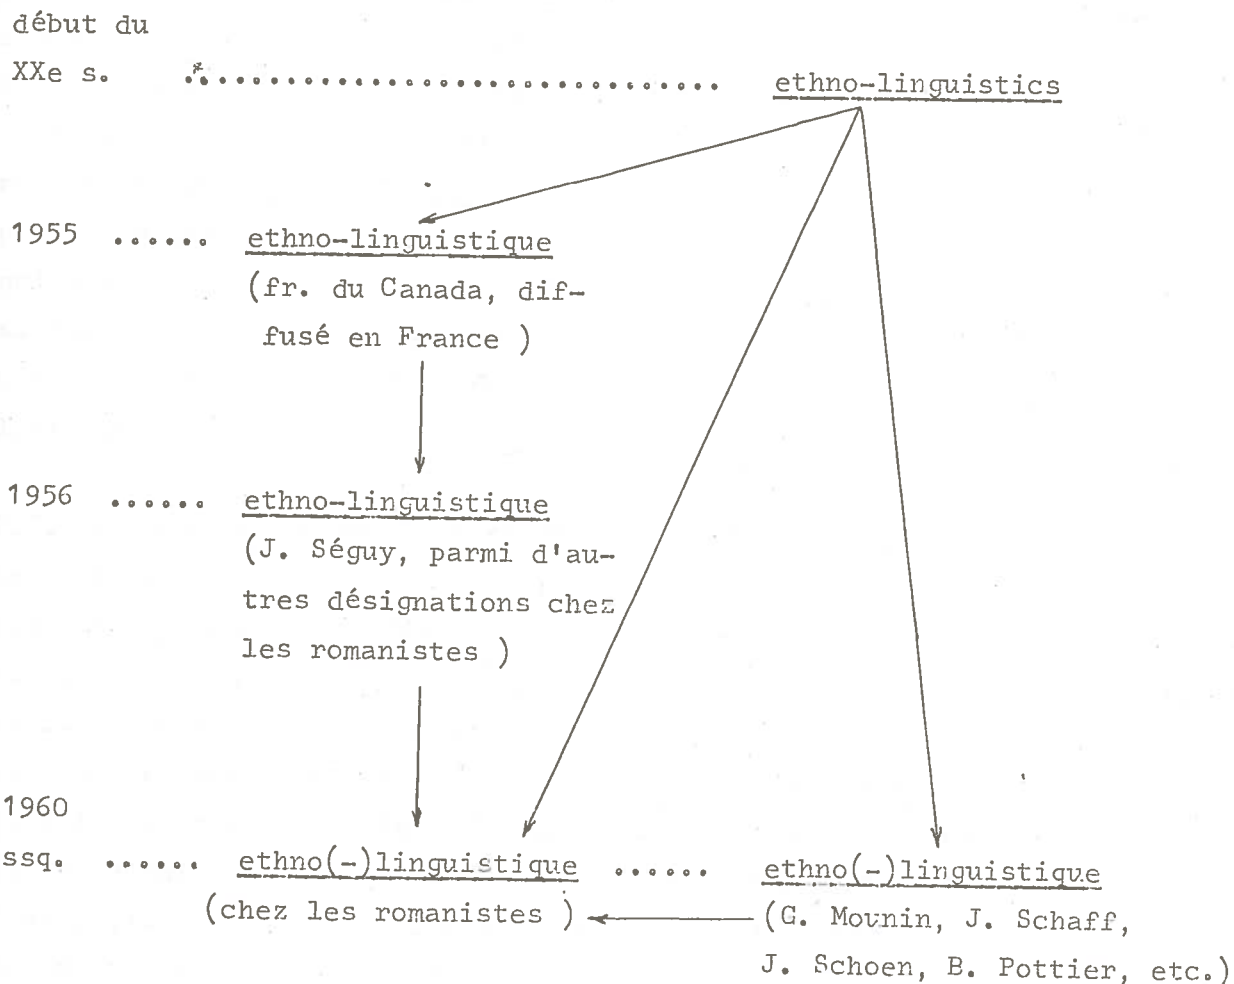 début du
XXe s. ................................ ethno-linguistics
1955 ...... ethno-linguistique
(fr. du Canada, dif-
fusé en France )
1956 ...... ethno-linguistique
(J. Séguy, parmi d'au-
tres désignations chez
les romanistes )
1960
ssq. ...... ethno(-)linguistique ...... ethno(-)linguistique
(chez les romanistes ) (G. Mounin, J. Schaff,
J. Schoen, B. Pottier, etc.)